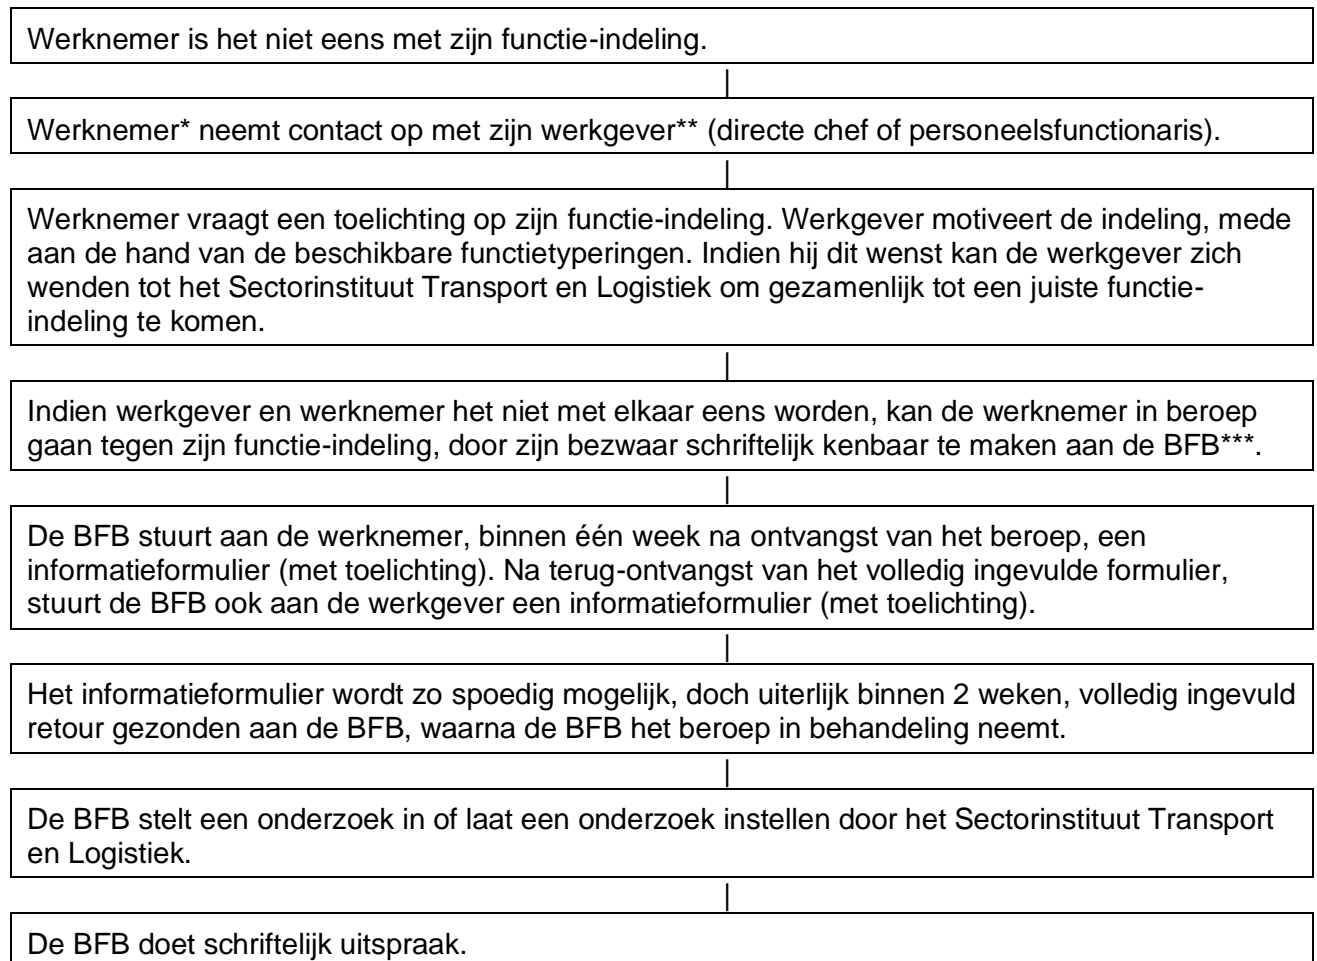 Werknemer is het niet eens met zijn functie-indeling.
Werknemer* neemt contact op met zijn werkgever** (directe chef of personeelsfunctionaris).
Werknemer vraagt een toelichting op zijn functie-indeling. Werkgever motiveert de indeling, mede
aan de hand van de beschikbare functietyperingen. Indien hij dit wenst kan de werkgever zich
wenden tot het Sectorinstituut Transport en Logistiek om gezamenlijk tot een juiste functie-
indeling te komen.
Indien werkgever en werknemer het niet met elkaar eens worden, kan de werknemer in beroep
gaan tegen zijn functie-indeling, door zijn bezwaar schriftelijk kenbaar te maken aan de BFB***.
De BFB stuurt aan de werknemer, binnen één week na ontvangst van het beroep, een
informatieformulier (met toelichting). Na terug-ontvangst van het volledig ingevulde formulier,
stuurt de BFB ook aan de werkgever een informatieformulier (met toelichting).
Het informatieformulier wordt zo spoedig mogelijk, doch uiterlijk binnen 2 weken, volledig ingevuld
retour gezonden aan de BFB, waarna de BFB het beroep in behandeling neemt.
De BFB stelt een onderzoek in of laat een onderzoek instellen door het Sectorinstituut Transport
en Logistiek.
De BFB doet schriftelijk uitspraak.